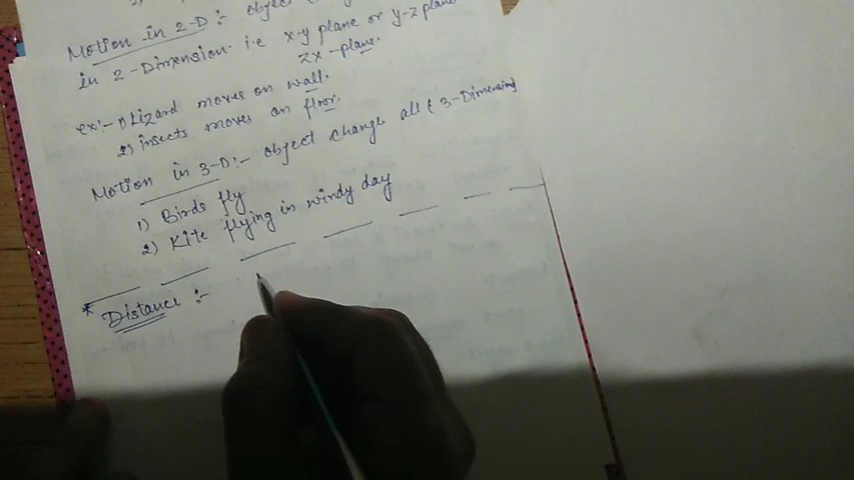 Motion in 2-D :- object
in 2-Dimension. i.e x-y plane or y-z plane
zx-plane.
ex:- 1) Lizard moves on wall.
2) insects moves on floor.
Motion in 3-D:- object change all 3-Dimension
1) Birds fly
2) Kite flying in windy day
* Distance :-